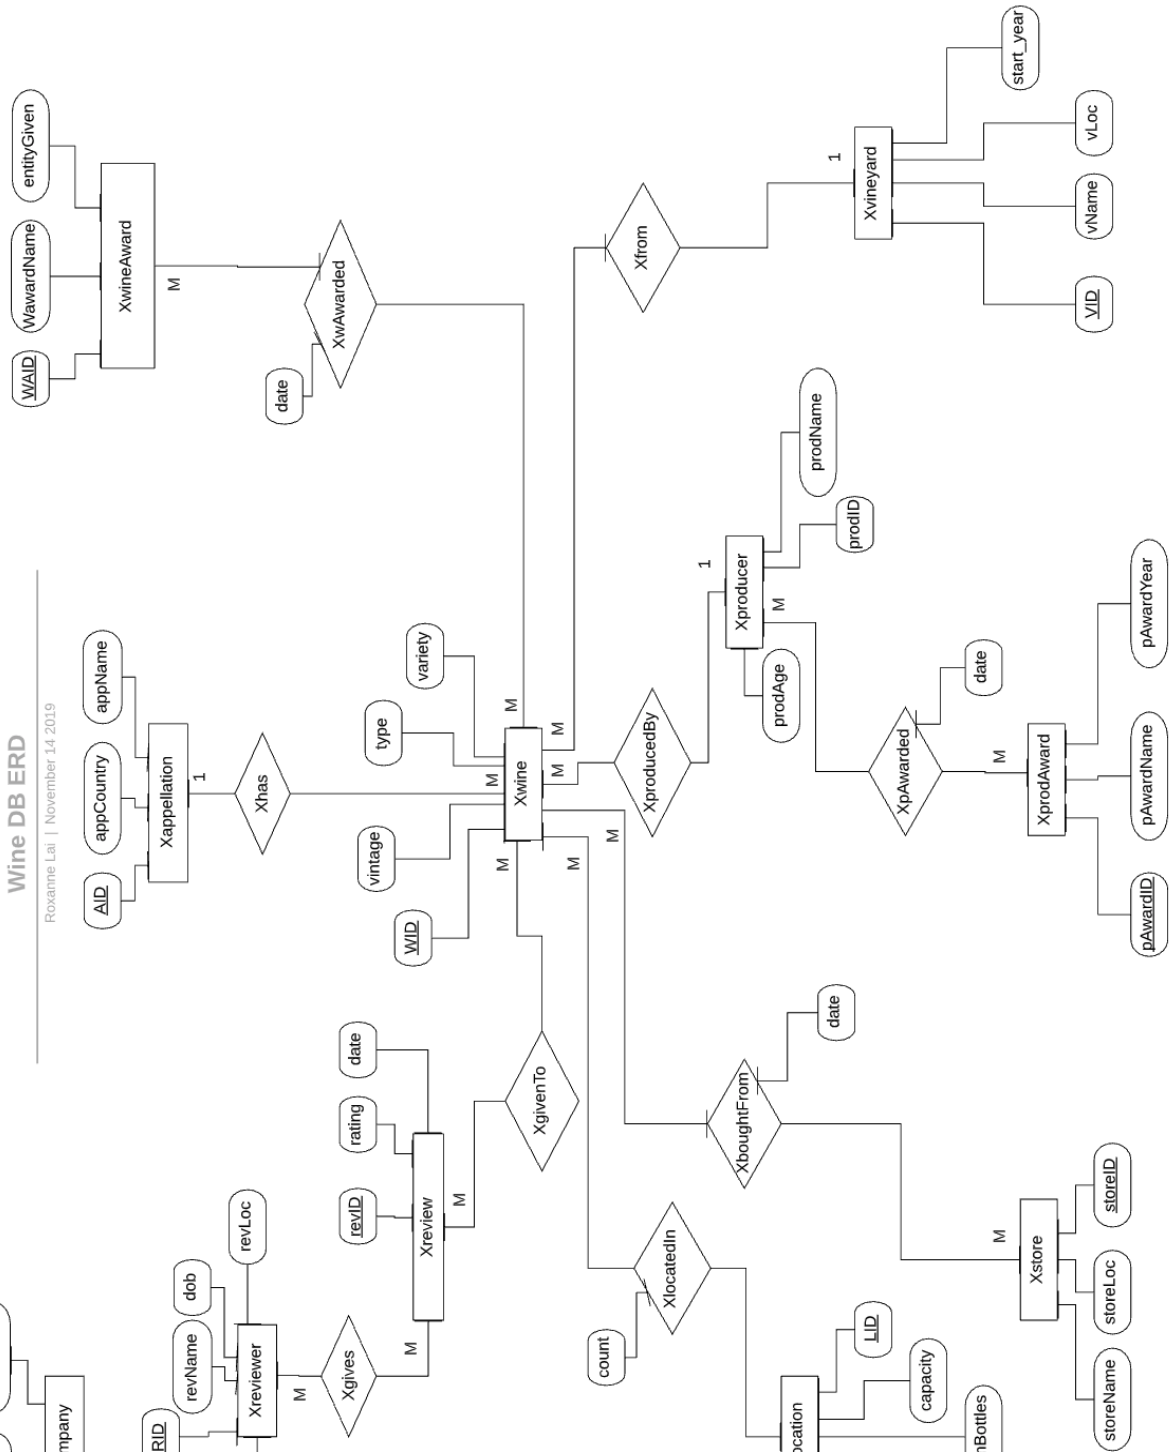 Wine DB ERD
Roxanne Lai | November 14 2019
AID
appCountry
appName
Xappellation
1
Xhas
WAID
WawardName
entityGiven
XwineAward
M
date
XwAwarded
WID
vintage
type
variety
Xwine
M
M
M
M
M
M
M
Xfrom
1
Xvineyard
VID
vName
vLoc
start_year
XproducedBy
1
Xproducer
M
prodAge
prodID
prodName
XpAwarded
date
M
XprodAward
pAwardID
pAwardName
pAwardYear
XgivenTo
M
Xreview
revID
rating
date
M
Xgives
M
Xreviewer
RID
revName
dob
revLoc
mpany
XlocatedIn
count
ocation
LID
capacity
nBottles
XboughtFrom
date
M
Xstore
storeName
storeLoc
storeID